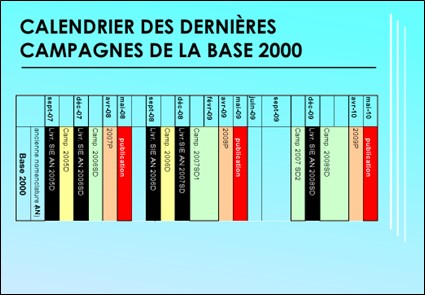 CALENDRIER DES DERNIÈRES
CAMPAGNES DE LA BASE 2000
sept-07
déc-07
avr-08
mai-08
sept-08
déc-08
févr-09
avr-09
mai-09
juin-09
sept-09
déc-09
avr-10
mai-10
Base 2000
ancienne nomenclature AN)
Livr. SIE AN 2005D
Camp. 2005D
Livr. SIE AN 2006SD
Camp. 2006SD
2007P
publication
Livr. SIE AN 2006D
Camp. 2006D
Livr. SIE AN 2007SD
Camp. 2007SD1
2008P
publication
Camp. 2007 SD2
Livr. SIE AN 2008SD
Camp. 2008SD
2009P
publication